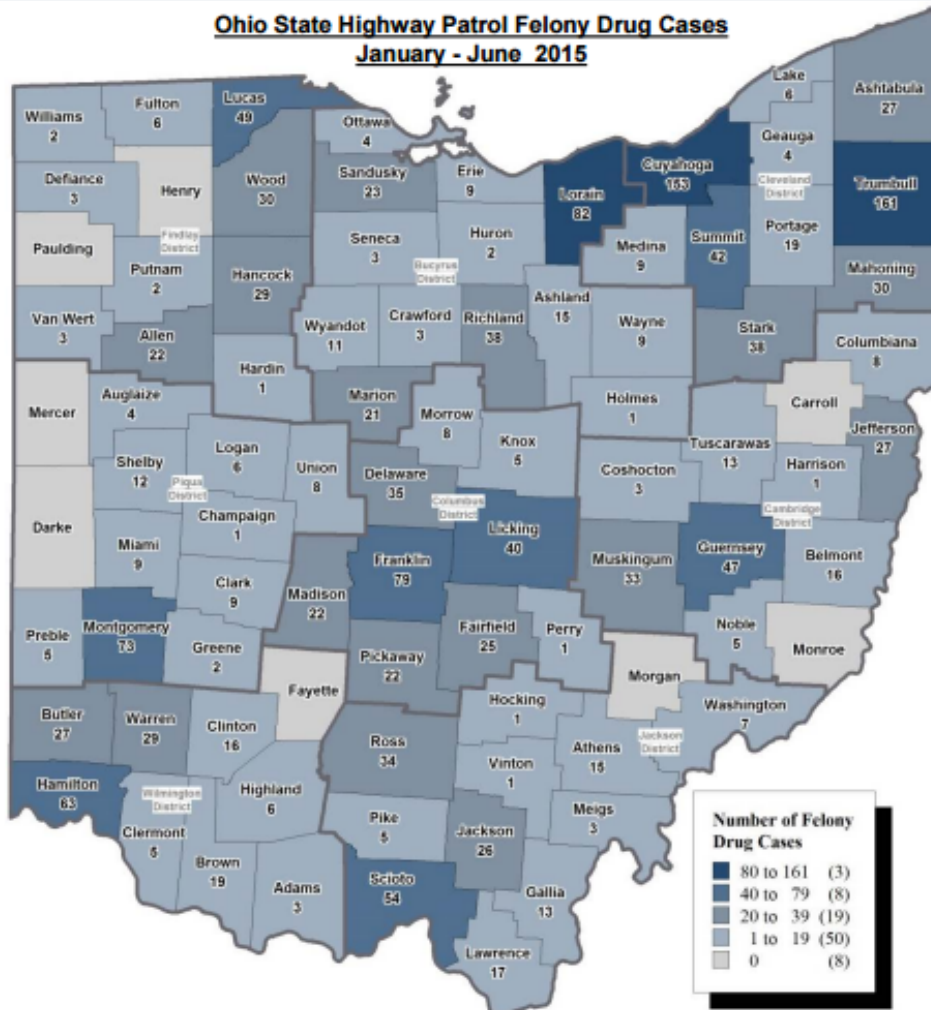 Ohio State Highway Patrol Felony Drug Cases
January - June 2015
Williams
2
Fulton
6
Lucas
49
Ottawa
4
Lake
6
Ashtabula
27
Defiance
3
Henry
Wood
30
Sandusky
23
Erie
9
Lorain
82
Cuyahoga
153
Geauga
4
Cleveland
District
Trumbull
161
Paulding
Findlay
District
Putnam
2
Hancock
29
Seneca
3
Bucyrus
District
Huron
2
Medina
9
Summit
42
Portage
19
Mahoning
30
Van Wert
3
Allen
22
Hardin
1
Wyandot
11
Crawford
3
Richland
38
Ashland
15
Wayne
9
Stark
38
Columbiana
8
Mercer
Auglaize
4
Marion
21
Morrow
8
Knox
5
Holmes
1
Carroll
Jefferson
27
Shelby
12
Piqua
District
Logan
6
Union
8
Delaware
35
Columbus
District
Coshocton
3
Tuscarawas
13
Harrison
1
Cambridge
District
Darke
Miami
9
Champaign
1
Franklin
79
Licking
40
Muskingum
33
Guernsey
47
Belmont
16
Clark
9
Madison
22
Preble
5
Montgomery
73
Greene
2
Fayette
Pickaway
22
Fairfield
25
Perry
1
Morgan
Noble
5
Monroe
Butler
27
Warren
29
Clinton
16
Ross
34
Hocking
1
Athens
15
Jackson
District
Washington
7
Hamilton
63
Wilmington
District
Clermont
5
Highland
6
Vinton
1
Meigs
3
Brown
19
Adams
3
Pike
5
Jackson
26
Scioto
54
Gallia
13
Lawrence
17
Number of Felony
Drug Cases
80 to 161 (3)
40 to 79 (8)
20 to 39 (19)
1 to 19 (50)
0 (8)